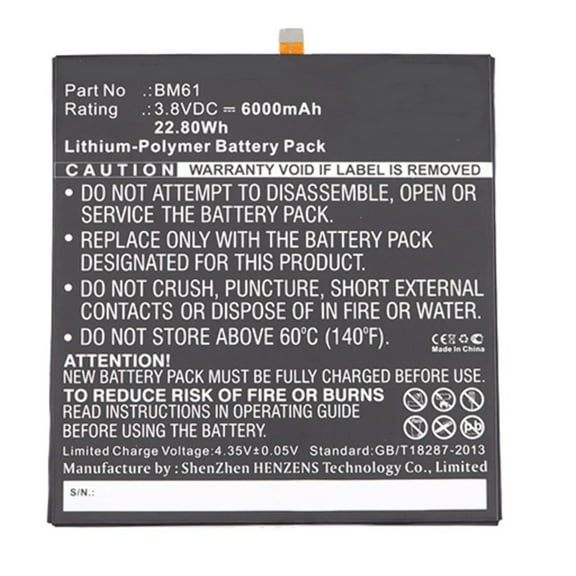 Part No .: BM61
Rating .: 3.8VDC ⎓ 6000mAh
22.80Wh
Lithium-Polymer Battery Pack
CAUTION WARRANTY VOID IF LABEL IS REMOVED
• DO NOT ATTEMPT TO DISASSEMBLE, OPEN OR
SERVICE THE BATTERY PACK.
• REPLACE ONLY WITH THE BATTERY PACK
DESIGNATED FOR THIS PRODUCT.
• DO NOT CRUSH, PUNCTURE, SHORT EXTERNAL
CONTACTS OR DISPOSE OF IN FIRE OR WATER.
• DO NOT STORE ABOVE 60°C (140°F).
CE
Made In China
ATTENTION!
NEW BATTERY PACK MUST BE FULLY CHARGED BEFORE USE.
TO REDUCE RISK OF FIRE OR BURNS
READ INSTRUCTIONS IN OPERATING GUIDE
BEFORE USING THIS BATTERY PACK.
Pb
Limited Charge Voltage: 4.35V±0.05V Standard:GB/T18287-2013
Manufacture by : ShenZhen HENZENS Technology Co., Limited
S/N.: